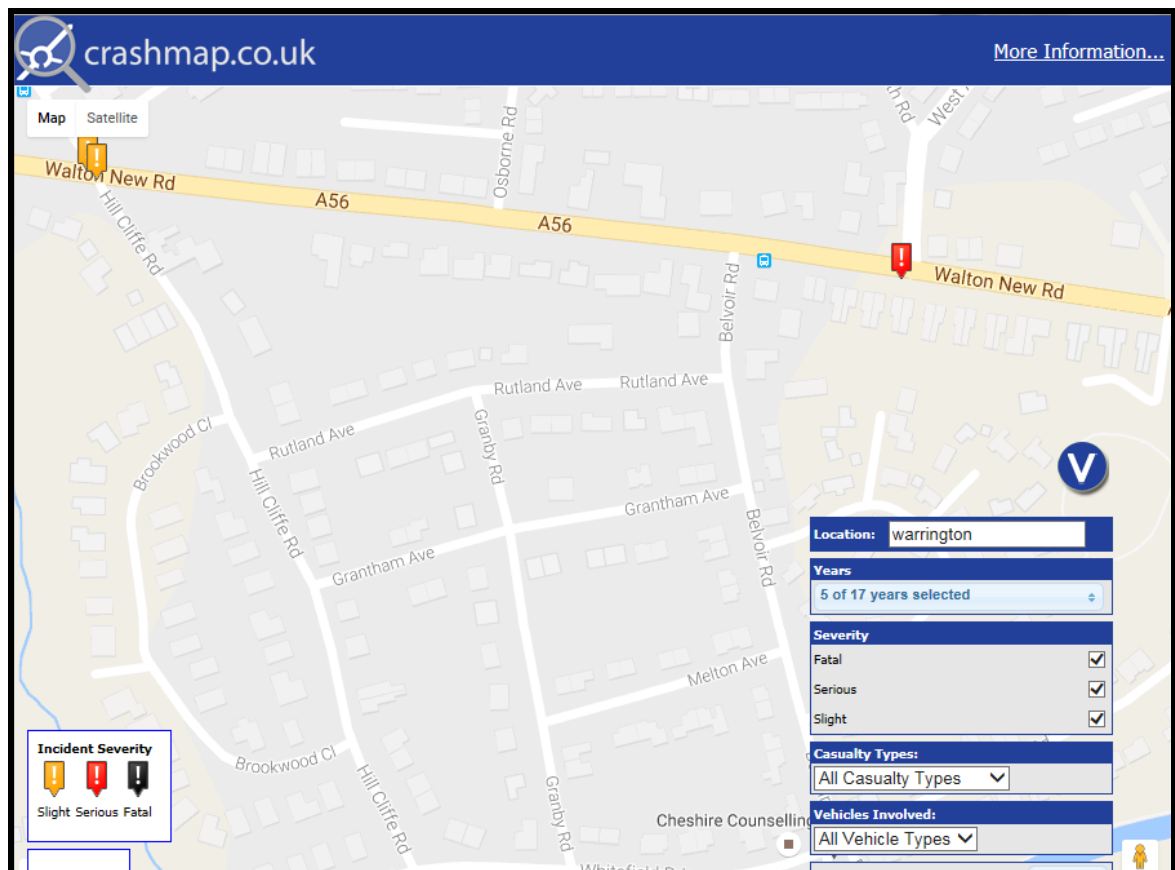 crashmap.co.uk
More Information...
Map Satellite
Walton New Rd
A56
A56
Walton New Rd
Osborne Rd
Hill Cliffe Rd
Belvoir Rd
Rutland Ave
Rutland Ave
Rutland Ave
Brookwood Cl
Granby Rd
Hill Cliffe Rd
Grantham Ave
Grantham Ave
Belvoir Rd
Melton Ave
Brookwood Cl
Hill Cliffe Rd
Granby Rd
Cheshire Counselling
V
Location: warrington
Years
5 of 17 years selected
Severity
Fatal
Serious
Slight
Casualty Types:
All Casualty Types
Vehicles Involved:
All Vehicle Types
Incident Severity
Slight Serious Fatal